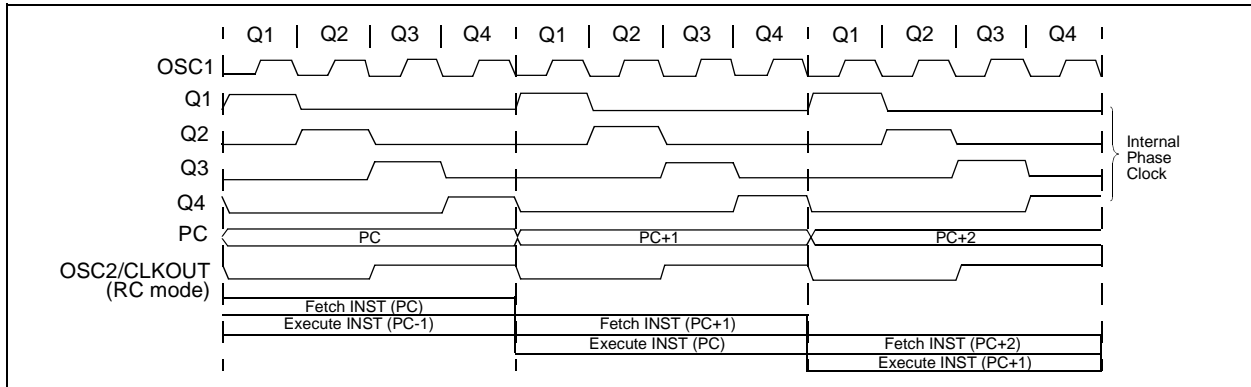 Q1 | Q2 | Q3 | Q4 | Q1 | Q2 | Q3 | Q4 | Q1 | Q2 | Q3 | Q4
OSC1
Q1
Q2
Q3
Q4
Internal
Phase
Clock
PC
PC PC+1 PC+2
OSC2/CLKOUT
(RC mode)
Fetch INST (PC)
Execute INST (PC-1) Fetch INST (PC+1)
Execute INST (PC) Fetch INST (PC+2)
Execute INST (PC+1)